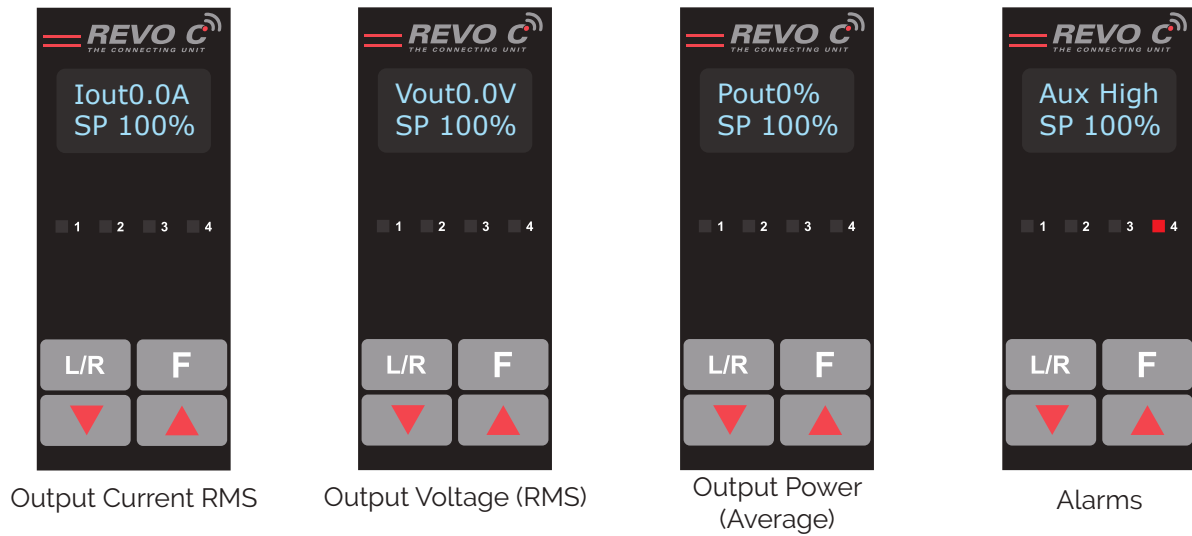 REVO C
THE CONNECTING UNIT
Iout0.0A
SP 100%
1 2 3 4
L/R F
Output Current RMS
REVO C
THE CONNECTING UNIT
Vout0.0V
SP 100%
1 2 3 4
L/R F
Output Voltage (RMS)
REVO C
THE CONNECTING UNIT
Pout0%
SP 100%
1 2 3 4
L/R F
Output Power
(Average)
REVO C
THE CONNECTING UNIT
Aux High
SP 100%
1 2 3 4
L/R F
Alarms